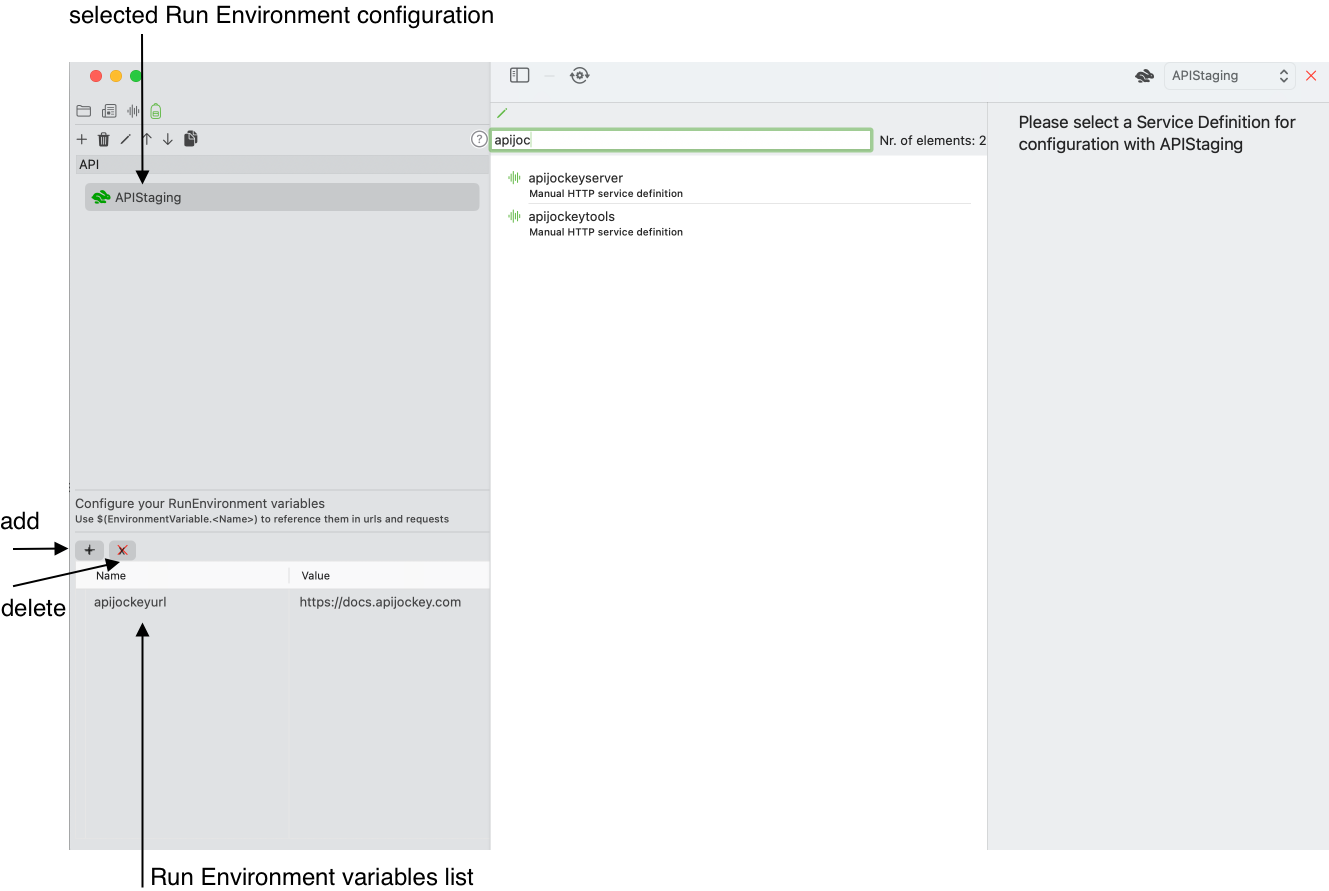 selected Run Environment configuration
APIStaging
?
apijoc
Nr. of elements: 2
API
APIStaging
apijockeyserver
Manual HTTP service definition
apijockeytools
Manual HTTP service definition
Please select a Service Definition for
configuration with APIStaging
Configure your RunEnvironment variables
Use $(EnvironmentVariable.<Name>) to reference them in urls and requests
add
delete
Name Value
apijockeyurl https://docs.apijockey.com
Run Environment variables list